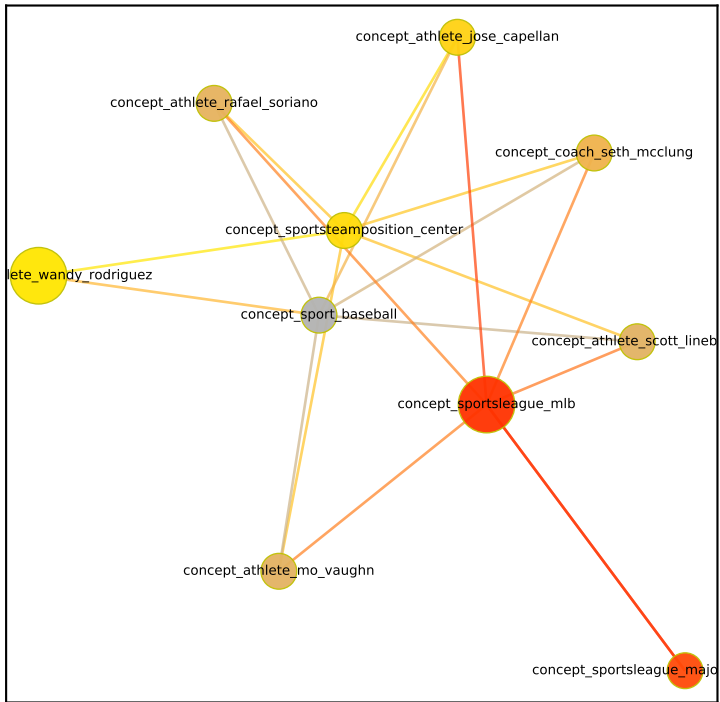 concept_athlete_jose_capellan
concept_athlete_rafael_soriano
concept_coach_seth_mcclung
concept_sportsteamposition_center
lete_wandy_rodriguez
concept_sport_baseball
concept_athlete_scott_lineb
concept_sportsleague_mlb
concept_athlete_mo_vaughn
concept_sportsleague_majo